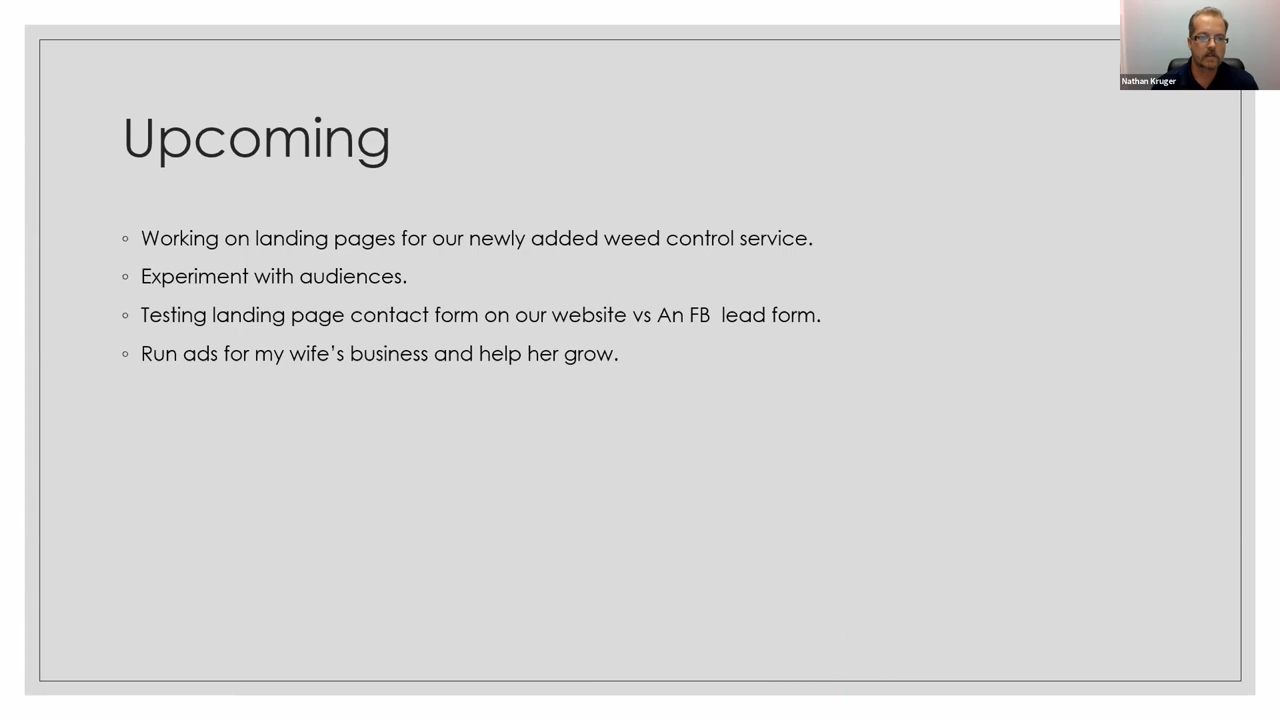 Nathan Kruger
Upcoming
◦ Working on landing pages for our newly added weed control service.
◦ Experiment with audiences.
◦ Testing landing page contact form on our website vs An FB  lead form.
◦ Run ads for my wife’s business and help her grow.